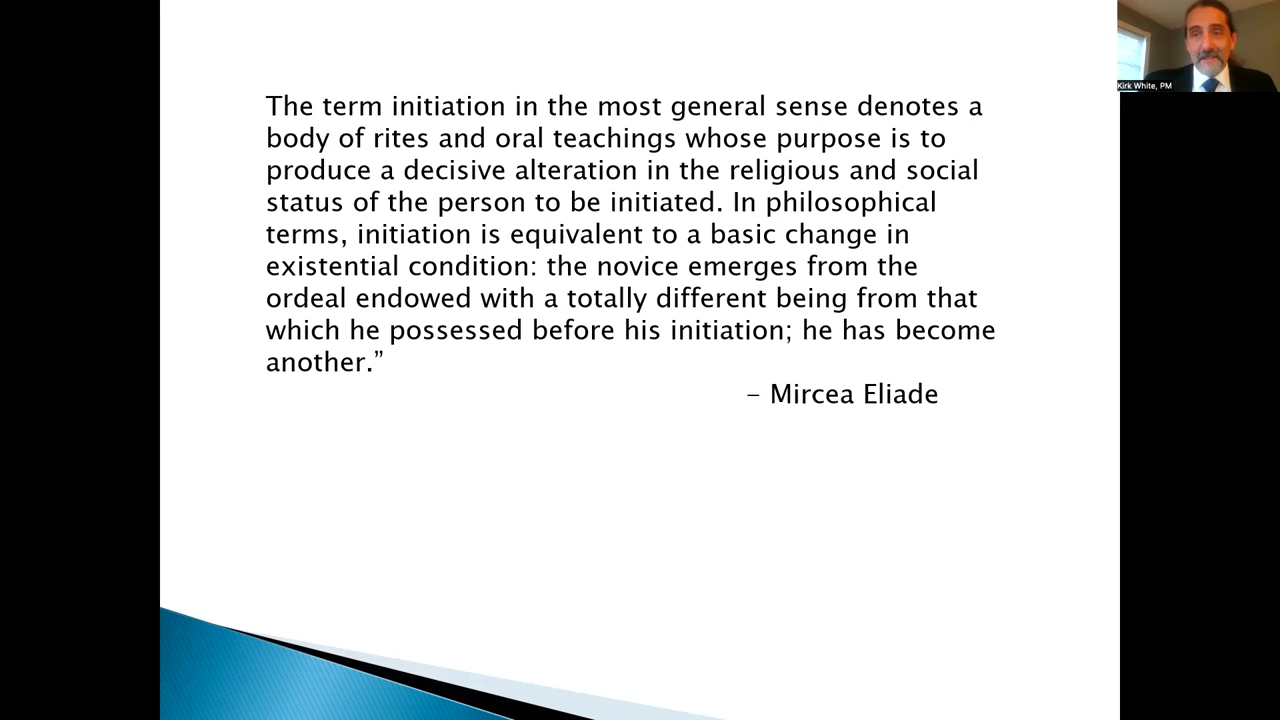 The term initiation in the most general sense denotes a
body of rites and oral teachings whose purpose is to
produce a decisive alteration in the religious and social
status of the person to be initiated. In philosophical
terms, initiation is equivalent to a basic change in
existential condition: the novice emerges from the
ordeal endowed with a totally different being from that
which he possessed before his initiation; he has become
another.”
– Mircea Eliade
Kirk White, PM